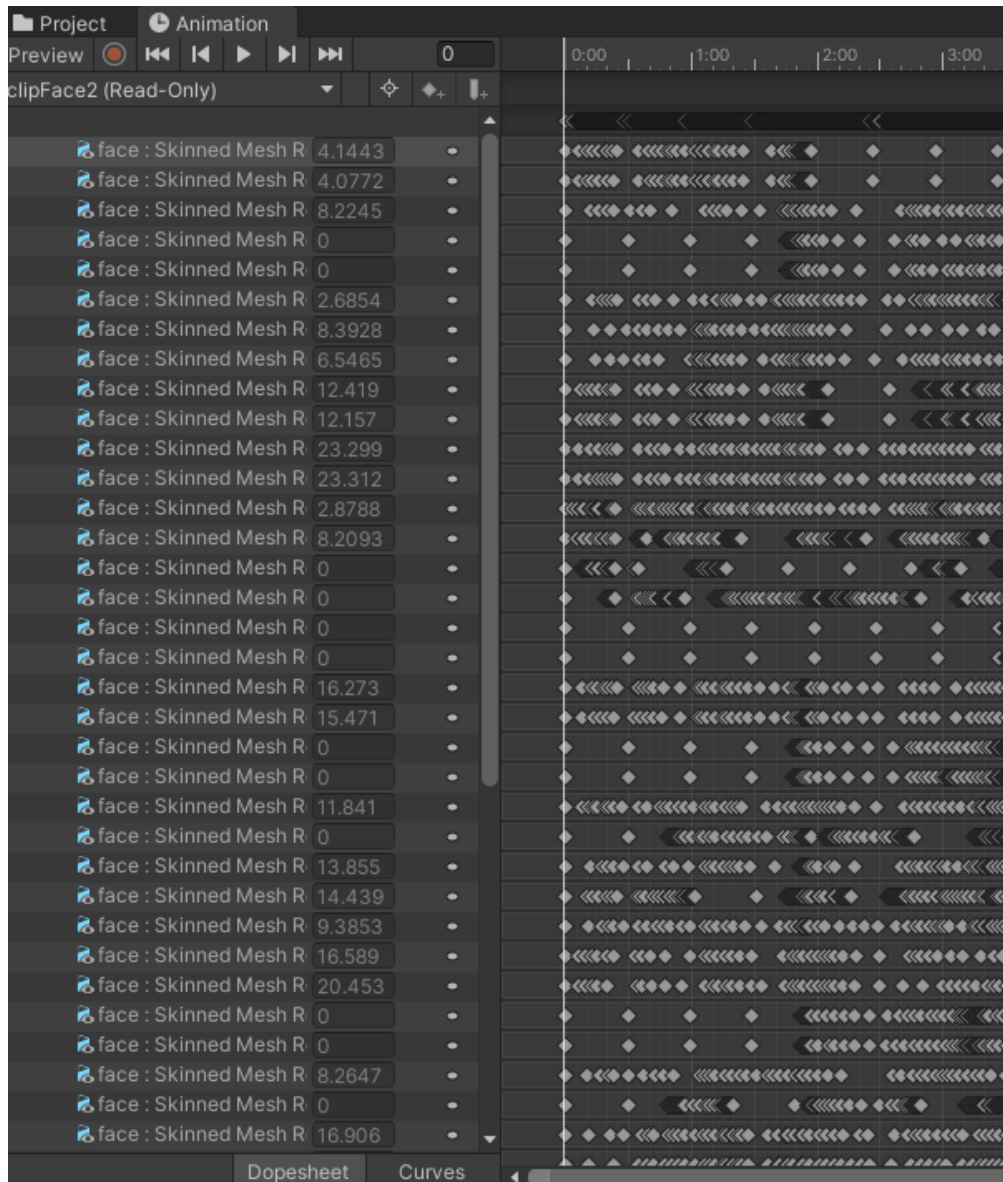 Project Animation
Preview 0 0:00 1:00 2:00 3:00
clipFace2 (Read-Only)
face : Skinned Mesh R 4.1443
face : Skinned Mesh R 4.0772
face : Skinned Mesh R 8.2245
face : Skinned Mesh R 0
face : Skinned Mesh R 0
face : Skinned Mesh R 2.6854
face : Skinned Mesh R 8.3928
face : Skinned Mesh R 6.5465
face : Skinned Mesh R 12.419
face : Skinned Mesh R 12.157
face : Skinned Mesh R 23.299
face : Skinned Mesh R 23.312
face : Skinned Mesh R 2.8788
face : Skinned Mesh R 8.2093
face : Skinned Mesh R 0
face : Skinned Mesh R 0
face : Skinned Mesh R 0
face : Skinned Mesh R 0
face : Skinned Mesh R 16.273
face : Skinned Mesh R 15.471
face : Skinned Mesh R 0
face : Skinned Mesh R 0
face : Skinned Mesh R 11.841
face : Skinned Mesh R 0
face : Skinned Mesh R 13.855
face : Skinned Mesh R 14.439
face : Skinned Mesh R 9.3853
face : Skinned Mesh R 16.589
face : Skinned Mesh R 20.453
face : Skinned Mesh R 0
face : Skinned Mesh R 0
face : Skinned Mesh R 8.2647
face : Skinned Mesh R 0
face : Skinned Mesh R 16.906
Dopesheet Curves